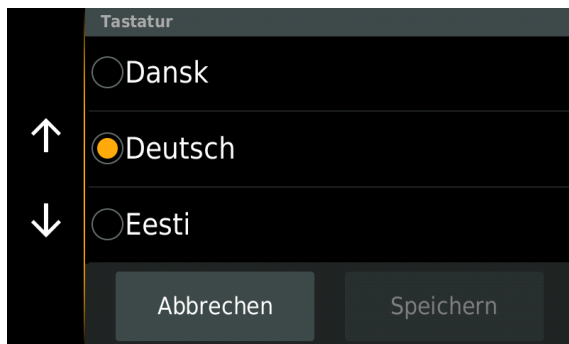 Tastatur
Dansk
Deutsch
Eesti
Abbrechen Speichern